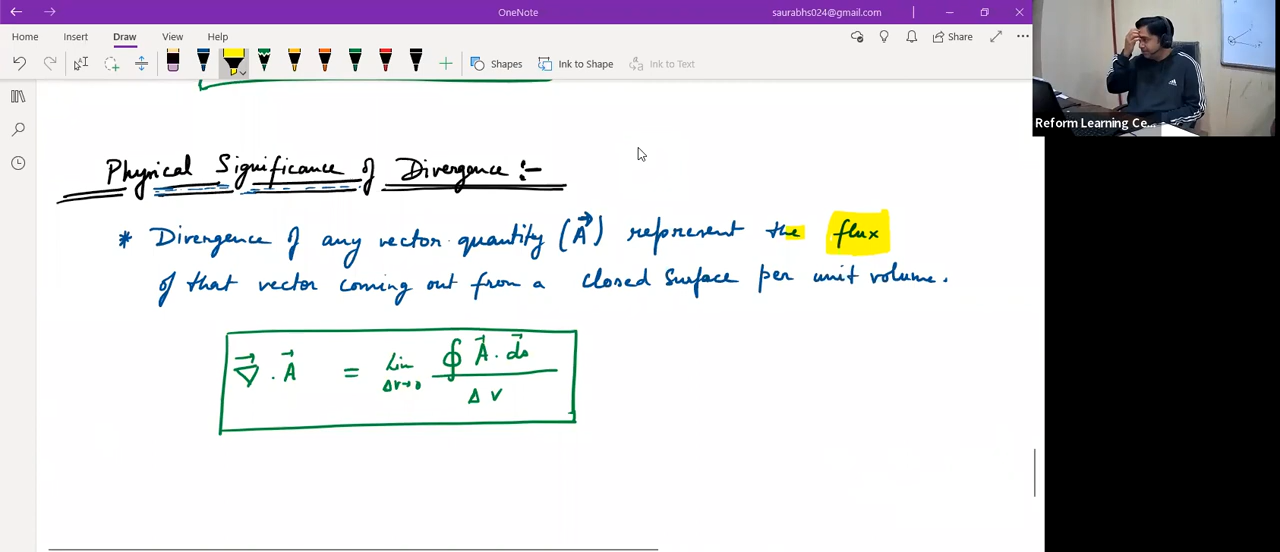 OneNote
saurabhs024@gmail.com
Home Insert Draw View Help
Share
Shapes Ink to Shape Ink to Text
Reform Learning Ce...
Physical Significance of Divergence :-
* Divergence of any vector quantity (A⃗) represent the flux
of that vector coming out from a closed surface per unit volume.
∇⃗ . A⃗ = Lim Δv→0 ∮ A⃗ . ds⃗ / Δ V